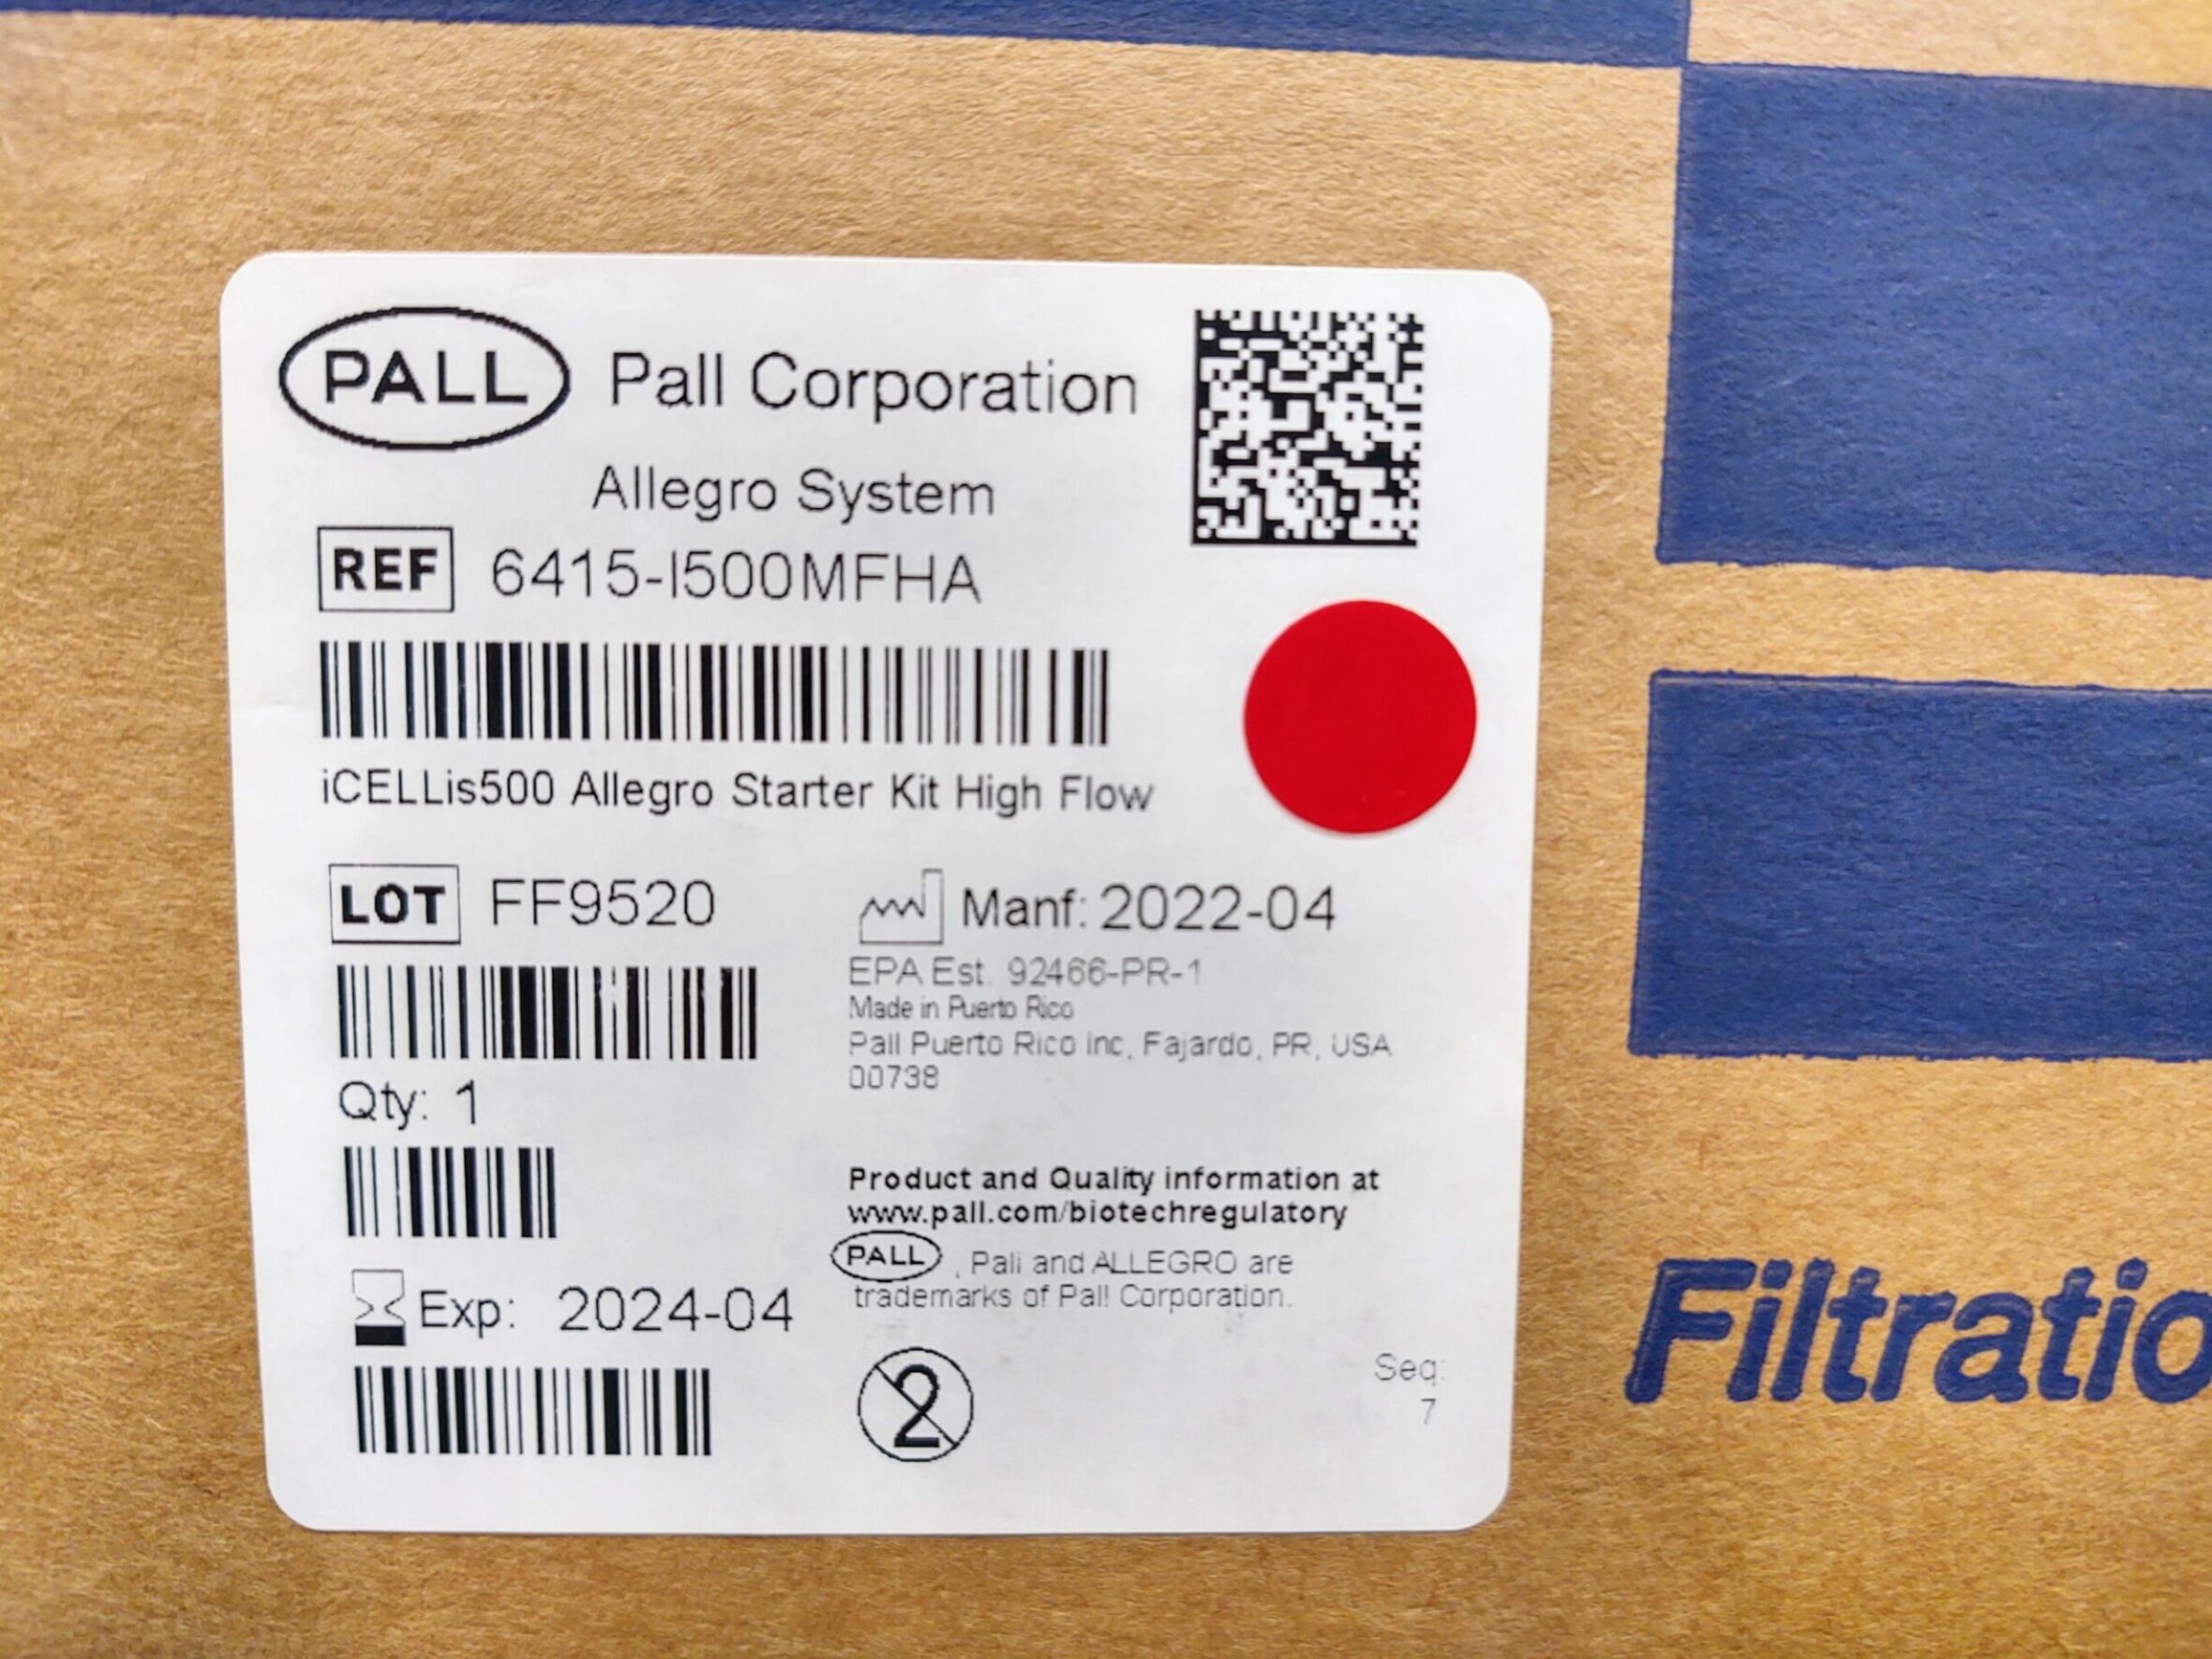 PALL Pall Corporation
Allegro System
REF 6415-I500MFHA
iCELLis500 Allegro Starter Kit High Flow
LOT FF9520
Manf: 2022-04
EPA Est. 92466-PR-1
Made in Puerto Rico
Pall Puerto Rico Inc, Fajardo, PR, USA
00738
Qty: 1
Product and Quality information at
www.pall.com/biotechregulatory
PALL, Pall and ALLEGRO are
trademarks of Pall Corporation.
Exp: 2024-04
2
Seq:
7
Filtratio